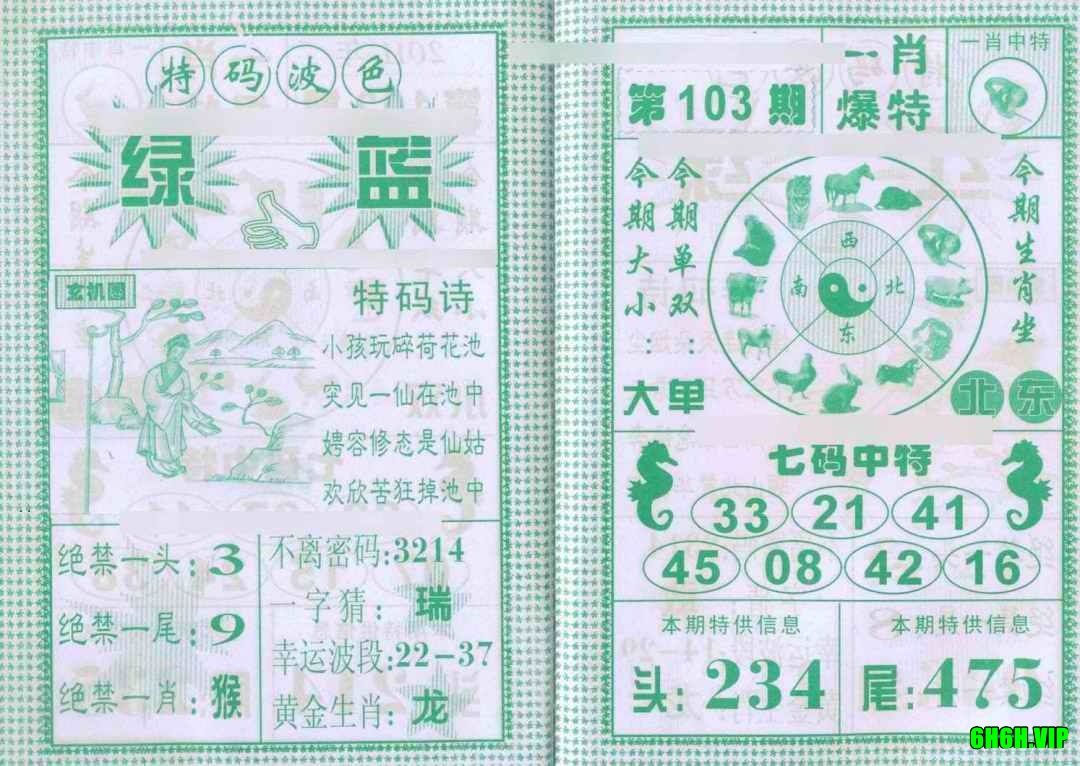 特码波色
绿 蓝
玄机图
特码诗
小孩玩碎荷花池
突见一仙在池中
娉容修态是仙姑
欢欣苦狂掉池中
绝禁一头:3
绝禁一尾:9
绝禁一肖:猴
不离密码:3214
一字猜:瑞
幸运波段:22-37
黄金生肖:龙
第103期
一肖
爆特
一肖中特
今期大小:大
今期单双:单
西
南 北
东
今期生肖坐
北东
七码中特
33 21 41
45 08 42 16
本期特供信息
头:234
本期特供信息
尾:475
6H6H.VIP